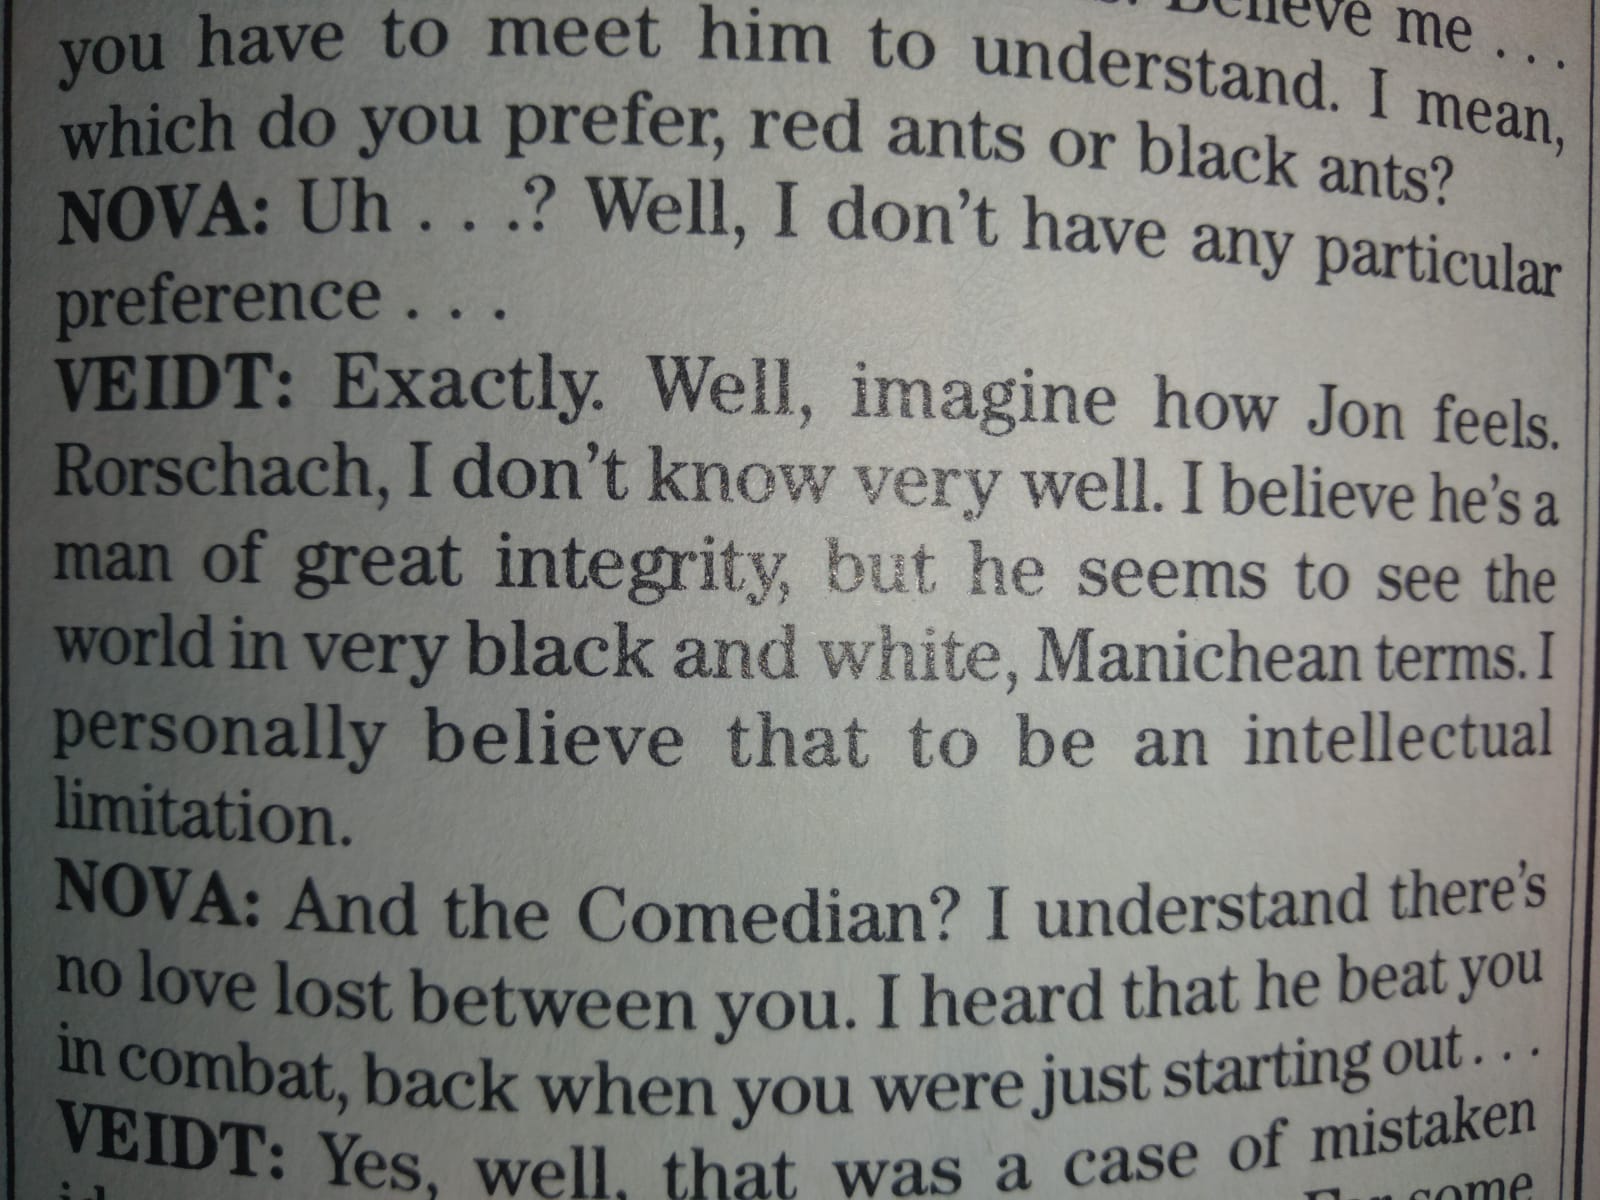 Believe me . . .
you have to meet him to understand. I mean,
which do you prefer, red ants or black ants?
NOVA: Uh . . .? Well, I don’t have any particular
preference . . .
VEIDT: Exactly. Well, imagine how Jon feels.
Rorschach, I don’t know very well. I believe he’s a
man of great integrity, but he seems to see the
world in very black and white, Manichean terms. I
personally believe that to be an intellectual
limitation.
NOVA: And the Comedian? I understand there’s
no love lost between you. I heard that he beat you
in combat, back when you were just starting out. . .
VEIDT: Yes, well, that was a case of mistaken
For some